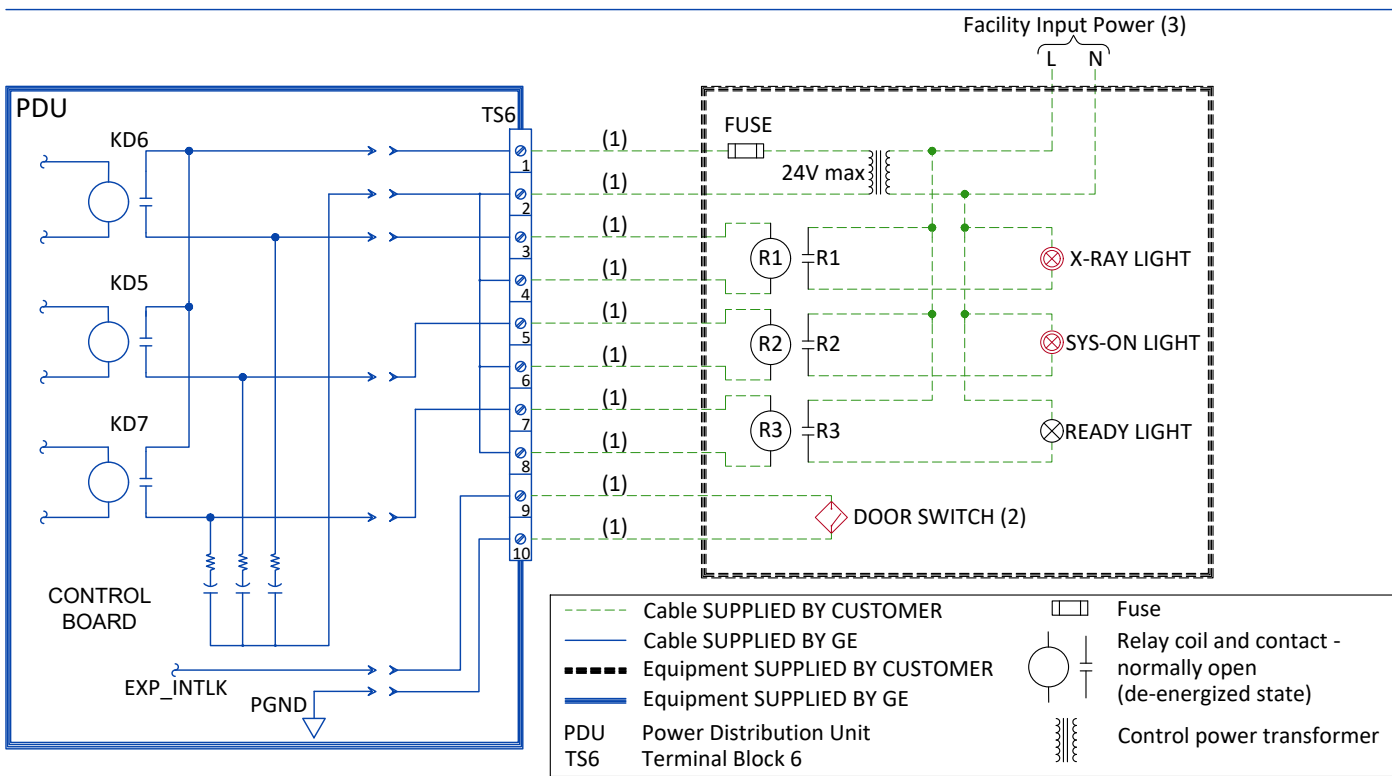 Facility Input Power (3)
L N
PDU
TS6
KD6
KD5
KD7
CONTROL
BOARD
EXP_INTLK
PGND
1
2
3
4
5
6
7
8
9
10
(1)
(1)
(1)
(1)
(1)
(1)
(1)
(1)
(1)
(1)
FUSE
24V max
R1 R1 X-RAY LIGHT
R2 R2 SYS-ON LIGHT
R3 R3 READY LIGHT
DOOR SWITCH (2)
Cable SUPPLIED BY CUSTOMER
Cable SUPPLIED BY GE
Equipment SUPPLIED BY CUSTOMER
Equipment SUPPLIED BY GE
PDU Power Distribution Unit
TS6 Terminal Block 6
Fuse
Relay coil and contact -
normally open
(de-energized state)
Control power transformer